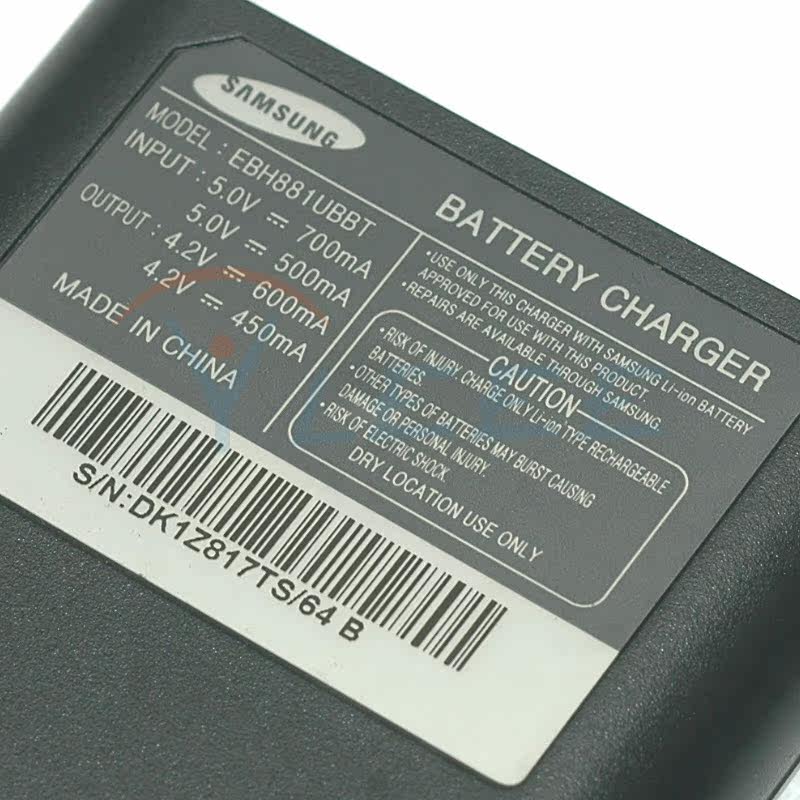 SAMSUNG
BATTERY CHARGER
MODEL : EBH881UBBT
INPUT : 5.0V ⎓ 700mA
5.0V ⎓ 500mA
OUTPUT : 4.2V ⎓ 600mA
4.2V ⎓ 450mA
MADE IN CHINA
•USE ONLY THIS CHARGER WITH SAMSUNG Li-ion BATTERY
APPROVED FOR USE WITH THIS PRODUCT.
•REPAIRS ARE AVAILABLE THROUGH SAMSUNG.
CAUTION
•RISK OF INJURY. CHARGE ONLY Li-ion TYPE RECHARGEABLE
BATTERIES.
•OTHER TYPES OF BATTERIES MAY BURST CAUSING
DAMAGE OR PERSONAL INJURY.
•RISK OF ELECTRIC SHOCK.
DRY LOCATION USE ONLY
S/N:DK1Z817TS/64 B